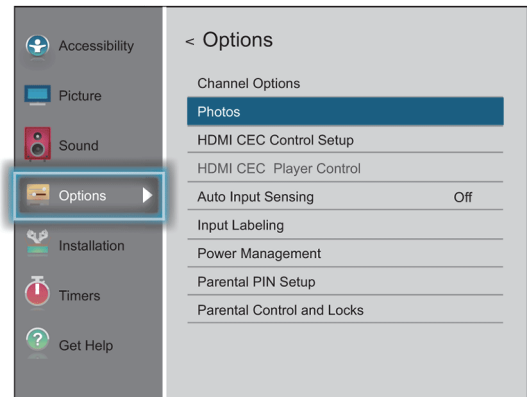 Accessibility
Picture
Sound
Options
Installation
Timers
Get Help
< Options
Channel Options
Photos
HDMI CEC Control Setup
HDMI CEC Player Control
Auto Input Sensing Off
Input Labeling
Power Management
Parental PIN Setup
Parental Control and Locks